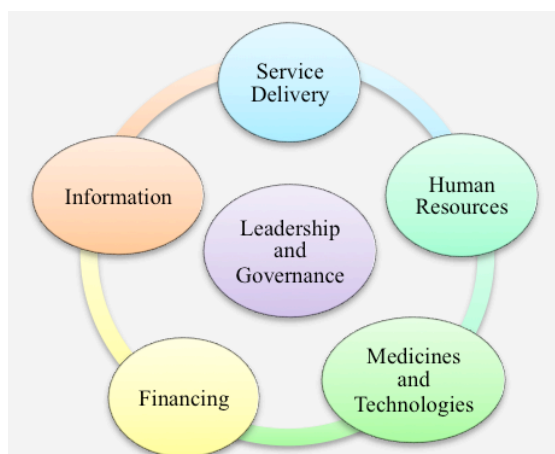 Service
Delivery
Human
Resources
Information
Leadership
and
Governance
Medicines
and
Technologies
Financing